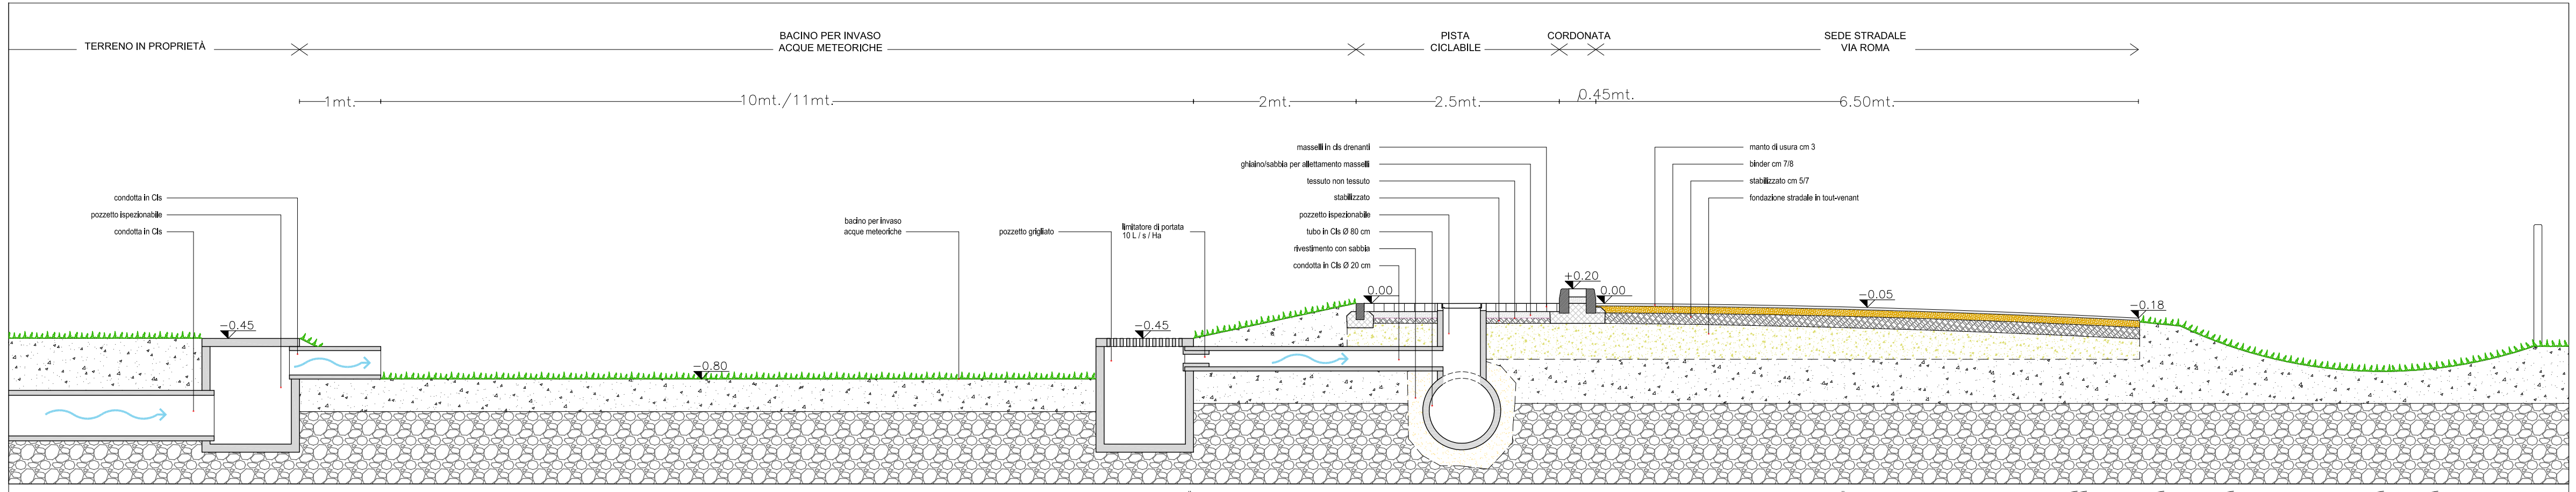 TERRENO IN PROPRIETÀ
BACINO PER INVASO
ACQUE METEORICHE
PISTA
CICLABILE
CORDONATA
SEDE STRADALE
VIA ROMA
1mt.
10mt./11mt.
2mt.
2.5mt.
0.45mt.
6.50mt.
condotta in Cls
pozzetto ispezionabile
condotta in Cls
bacino per invaso
acque meteoriche
pozzetto grigliato
limitatore di portata
10 L / s / Ha
masselli in cls drenanti
ghiaino/sabbia per allettamento masselli
tessuto non tessuto
stabilizzato
pozzetto ispezionabile
tubo in Cls Ø 80 cm
rivestimento con sabbia
condotta in Cls Ø 20 cm
manto di usura cm 3
binder cm 7/8
stabilizzato cm 5/7
fondazione stradale in tout-venant
-0.45
-0.80
-0.45
0.00
+0.20
0.00
-0.05
-0.18